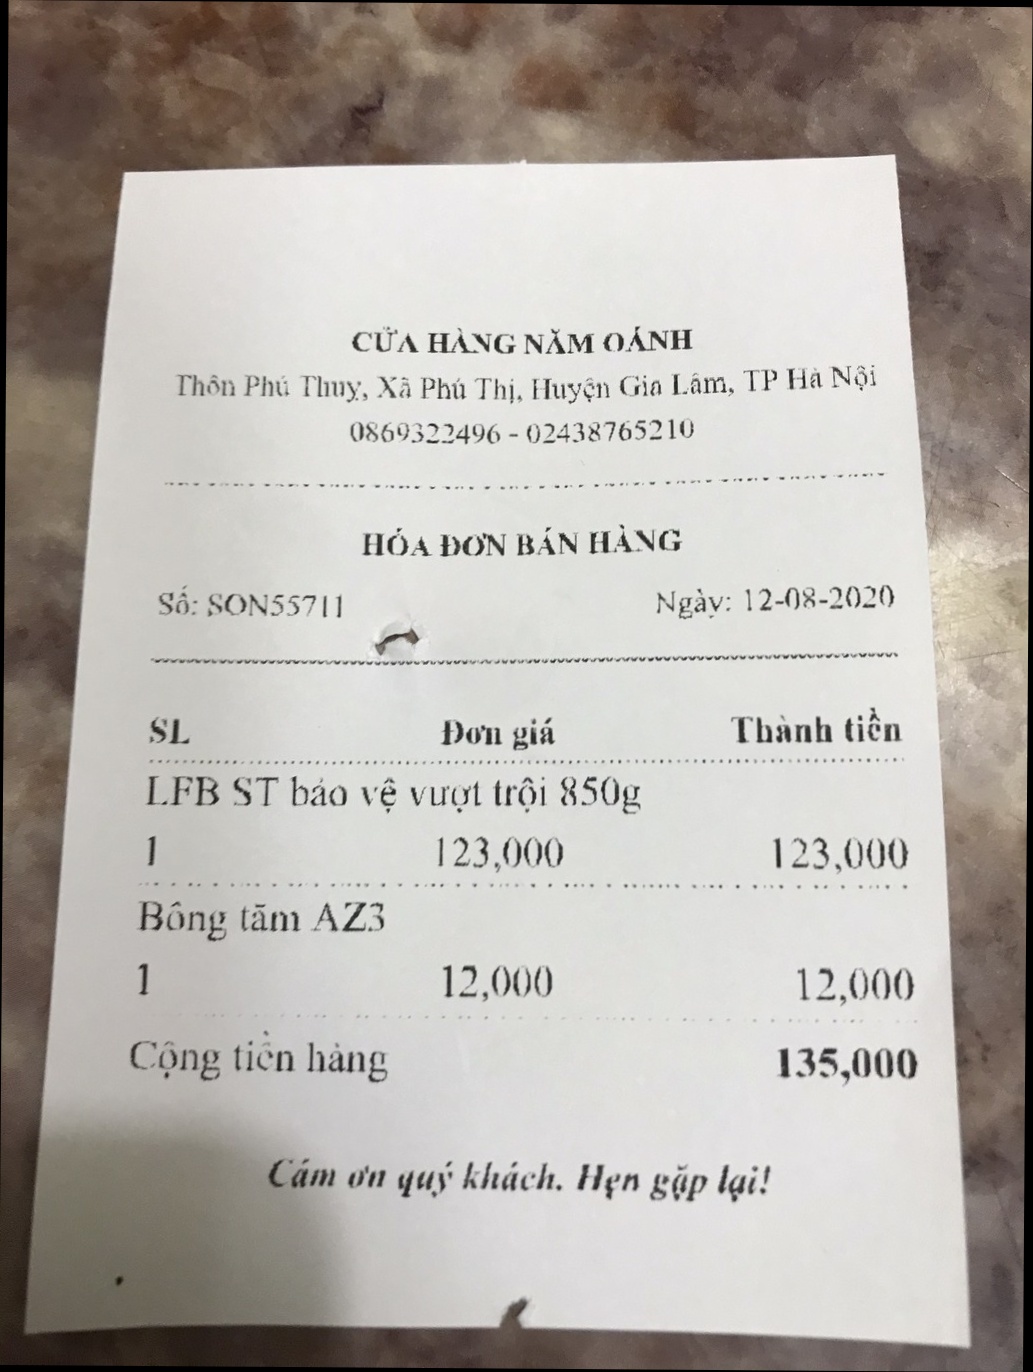 CỬA HÀNG NĂM OÁNH
Thôn Phú Thuỵ, Xã Phú Thị, Huyện Gia Lâm, TP Hà Nội
0869322496 - 02438765210
HÓA ĐƠN BÁN HÀNG
Số: SON55711 Ngày: 12-08-2020
SL Đơn giá Thành tiền
LFB ST bảo vệ vượt trội 850g
1 123,000 123,000
Bông tăm AZ3
1 12,000 12,000
Cộng tiền hàng 135,000
Cám ơn quý khách. Hẹn gặp lại!